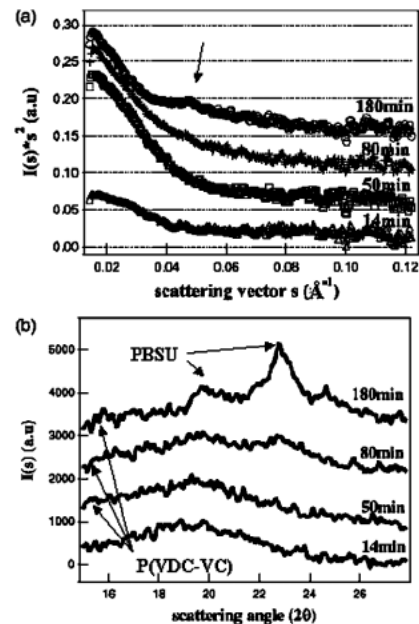 (a)
0.30
0.25
0.20
0.15
0.10
0.05
0.00
I(s)*s² (a.u)
180min
80min
50min
14min
0.02 0.04 0.06 0.08 0.10 0.12
scattering vector s (Å⁻¹)
(b)
5000
4000
3000
2000
1000
0
I(s) (a.u)
PBSU
180min
80min
50min
14min
P(VDC-VC)
16 18 20 22 24 26
scattering angle (2θ)